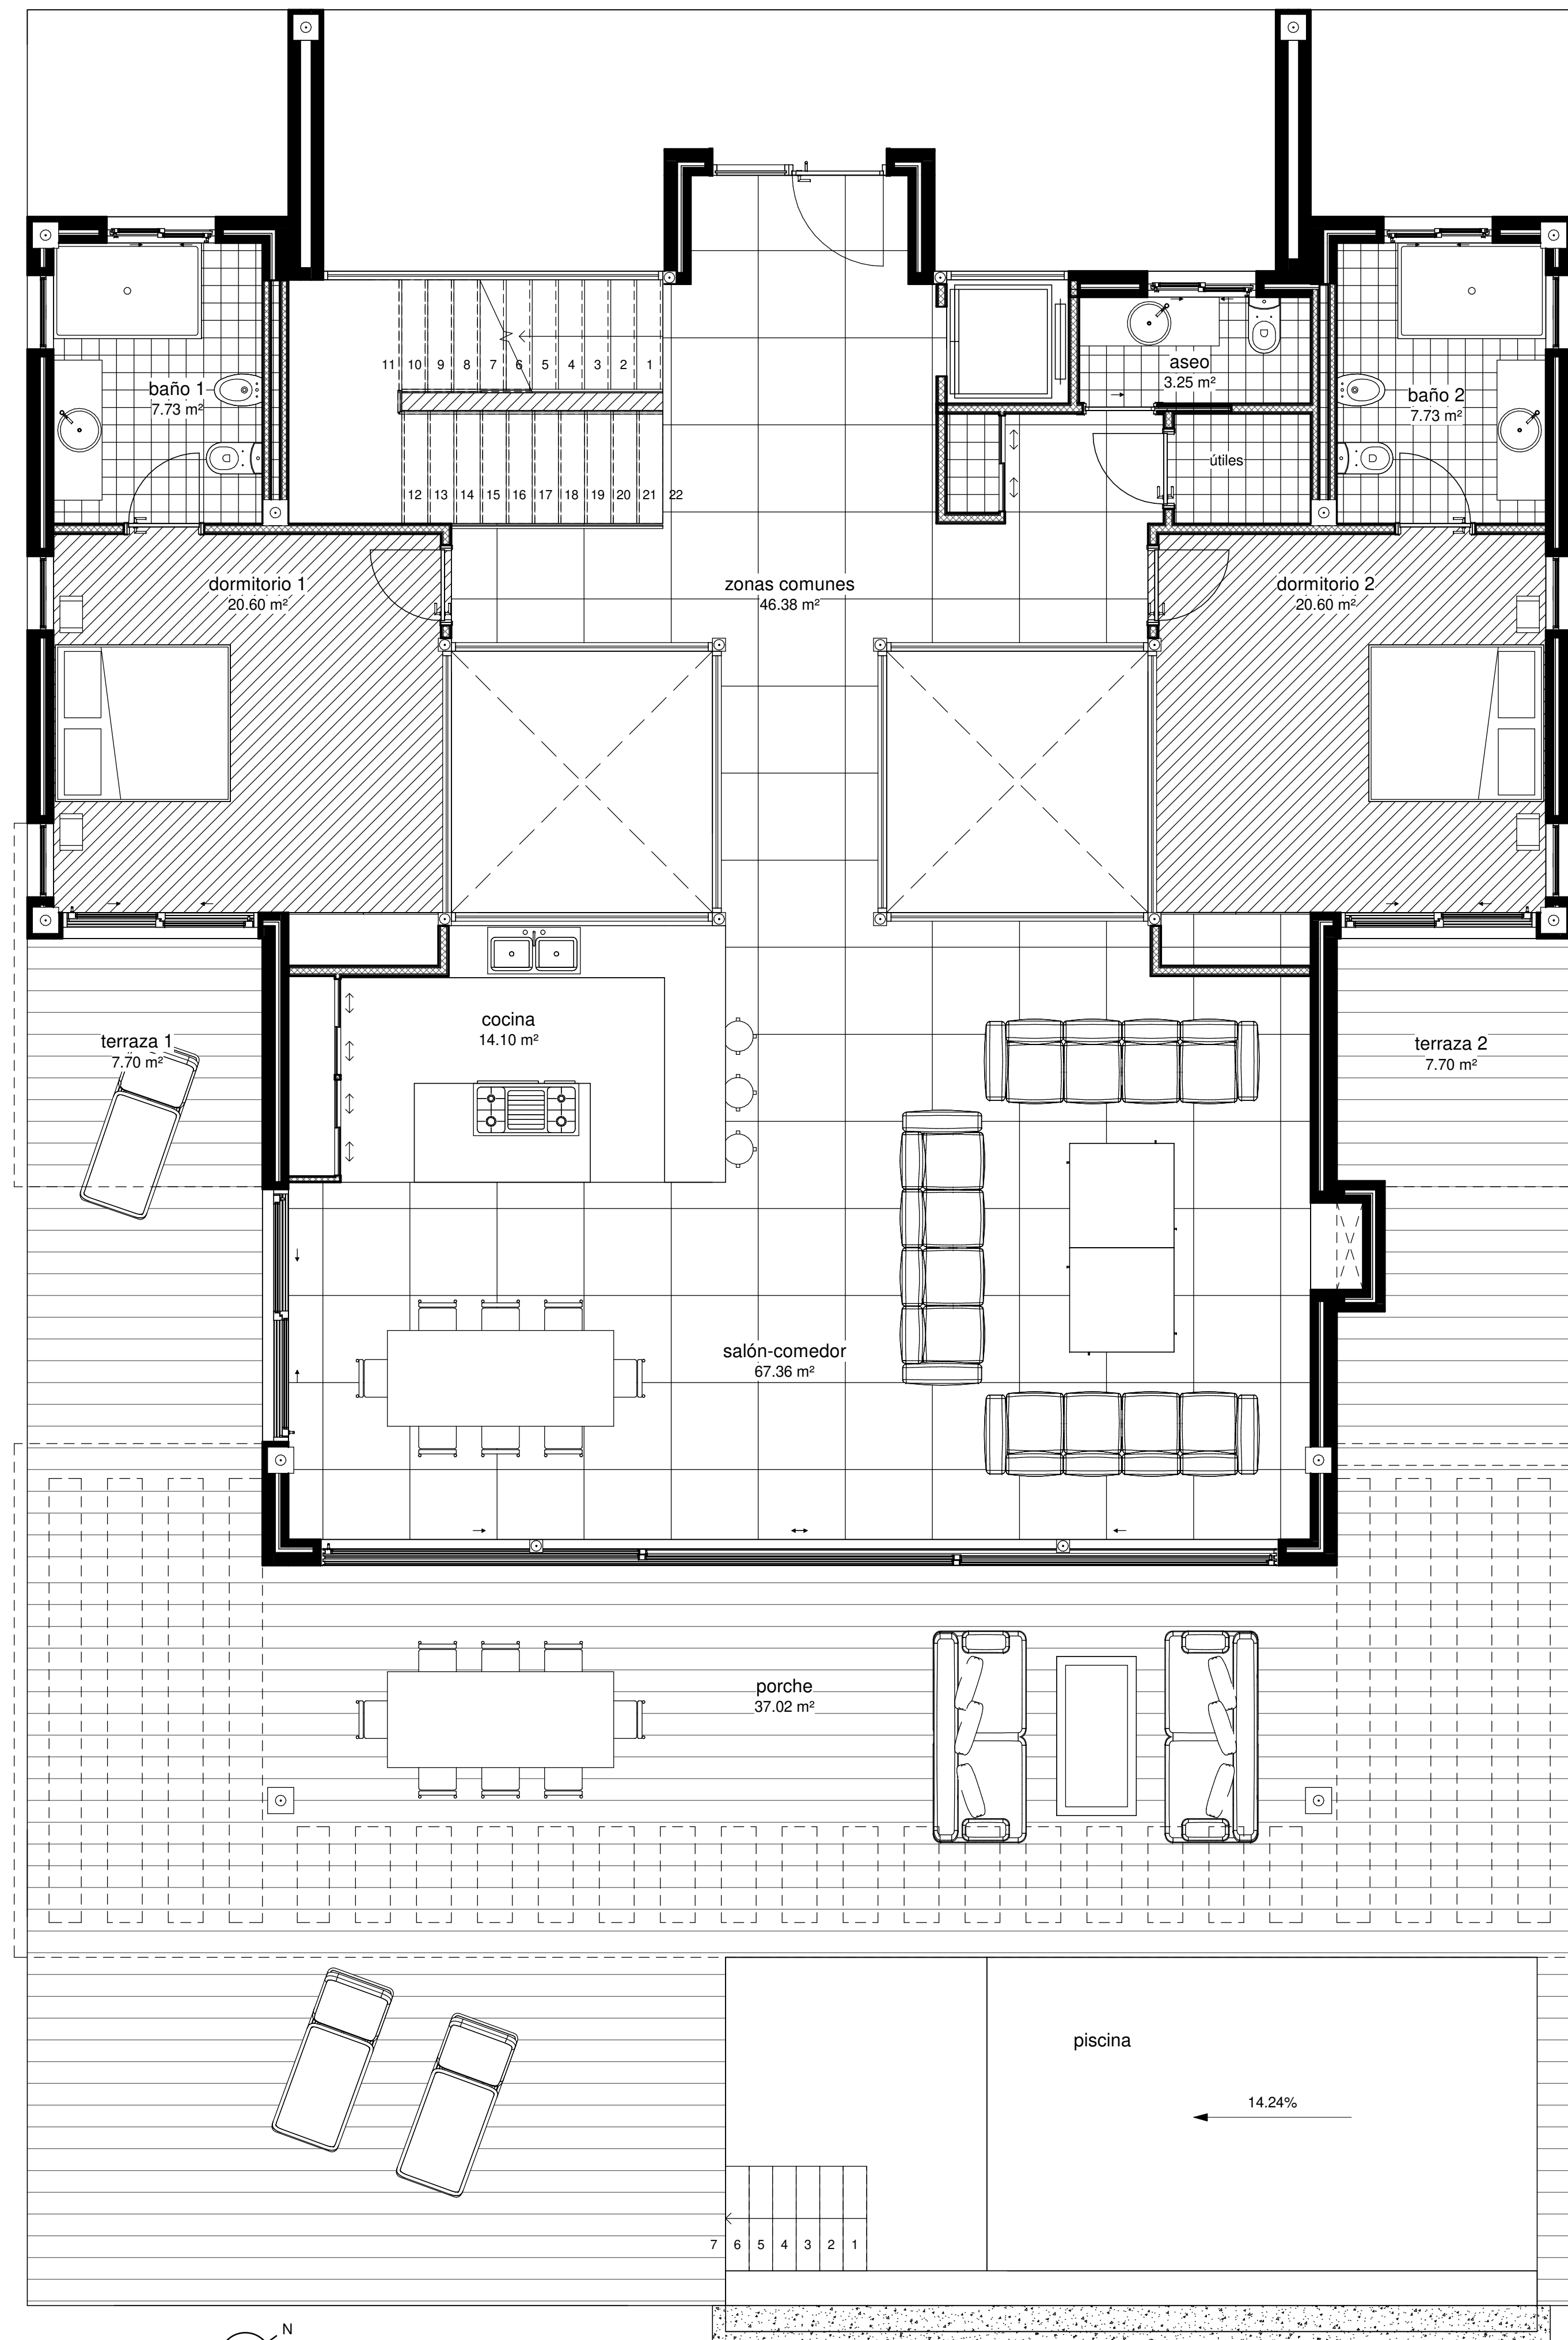 11 10 9 8 7 6 5 4 3 2 1
aseo
3.25 m²
baño 1
7.73 m²
baño 2
7.73 m²
útiles
12 13 14 15 16 17 18 19 20 21 22
dormitorio 1
20.60 m²
zonas comunes
46.38 m²
dormitorio 2
20.60 m²
cocina
14.10 m²
terraza 1
7.70 m²
terraza 2
7.70 m²
salón-comedor
67.36 m²
porche
37.02 m²
piscina
14.24%
7 6 5 4 3 2 1
N